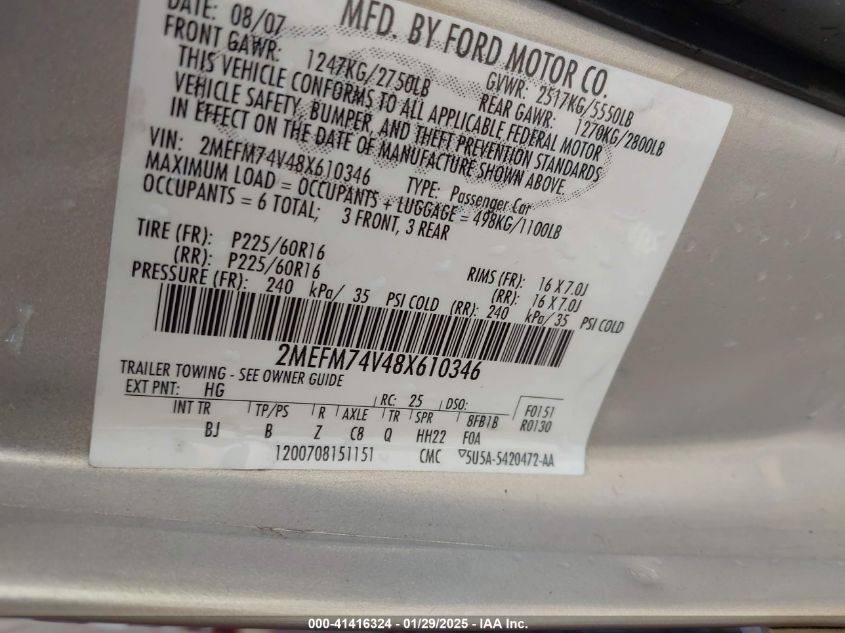 DATE: 08/07
MFD. BY FORD MOTOR CO.
FRONT GAWR: 1247KG/2750LB
GVWR: 2517KG/5550LB
REAR GAWR: 1270KG/2800LB
THIS VEHICLE CONFORMS TO ALL APPLICABLE FEDERAL MOTOR
VEHICLE SAFETY, BUMPER, AND THEFT PREVENTION STANDARDS
IN EFFECT ON THE DATE OF MANUFACTURE SHOWN ABOVE.
VIN: 2MEFM74V48X610346
TYPE: Passenger Car
MAXIMUM LOAD = OCCUPANTS + LUGGAGE = 498KG/1100LB
OCCUPANTS = 6 TOTAL; 3 FRONT, 3 REAR
TIRE (FR): P225/60R16 RIMS (FR): 16 X 7.0J
(RR): P225/60R16 (RR): 16 X 7.0J
PRESSURE (FR): 240 kPa/ 35 PSI COLD (RR): 240 kPa/ 35 PSI COLD
2MEFM74V48X610346
TRAILER TOWING - SEE OWNER GUIDE
EXT PNT: HG RC: 25 DSO: F0151
R0130
INT TR TP/PS R AXLE TR SPR 8FB1B
BJ B Z C8 Q HH22 F0A
1200708151151 CMC 5U5A-5420472-AA
000-41416324 - 01/29/2025 - IAA Inc.